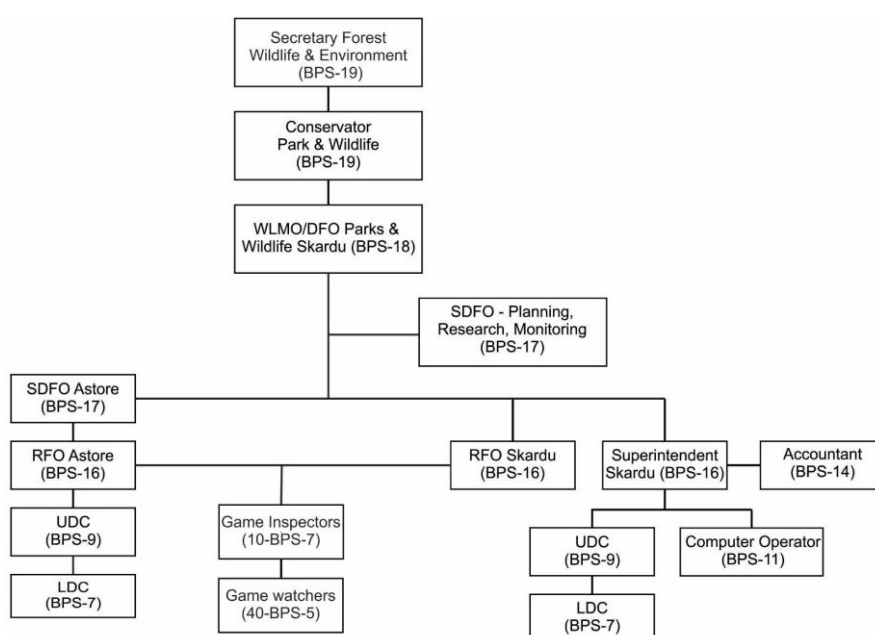 Secretary Forest
Wildlife & Environment
(BPS-19)
Conservator
Park & Wildlife
(BPS-19)
WLMO/DFO Parks &
Wildlife Skardu (BPS-18)
SDFO - Planning,
Research, Monitoring
(BPS-17)
SDFO Astore
(BPS-17)
RFO Astore
(BPS-16)
RFO Skardu
(BPS-16)
Superintendent
Skardu (BPS-16)
Accountant
(BPS-14)
UDC
(BPS-9)
Game Inspectors
(10-BPS-7)
UDC
(BPS-9)
Computer Operator
(BPS-11)
LDC
(BPS-7)
Game watchers
(40-BPS-5)
LDC
(BPS-7)